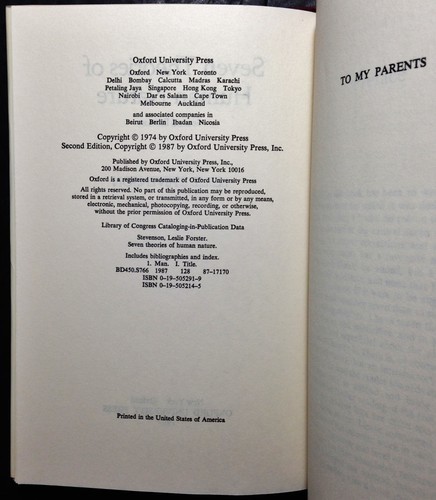 Oxford University Press
Oxford New York Toronto
Delhi Bombay Calcutta Madras Karachi
Petaling Jaya Singapore Hong Kong Tokyo
Nairobi Dar es Salaam Cape Town
Melbourne Auckland
and associated companies in
Beirut Berlin Ibadan Nicosia
Copyright © 1974 by Oxford University Press
Second Edition, Copyright © 1987 by Oxford University Press, Inc.
Published by Oxford University Press, Inc.,
200 Madison Avenue, New York, New York 10016
Oxford is a registered trademark of Oxford University Press
All rights reserved. No part of this publication may be reproduced,
stored in a retrieval system, or transmitted, in any form or by any means,
electronic, mechanical, photocopying, recording, or otherwise,
without the prior permission of Oxford University Press.
Library of Congress Cataloging-in-Publication Data
Stevenson, Leslie Forster.
Seven theories of human nature.
Includes bibliographies and index.
1. Man. I. Title.
BD450.S766 1987 128 87-17170
ISBN 0-19-505291-9
ISBN 0-19-505214-5
Printed in the United States of America
TO MY PARENTS